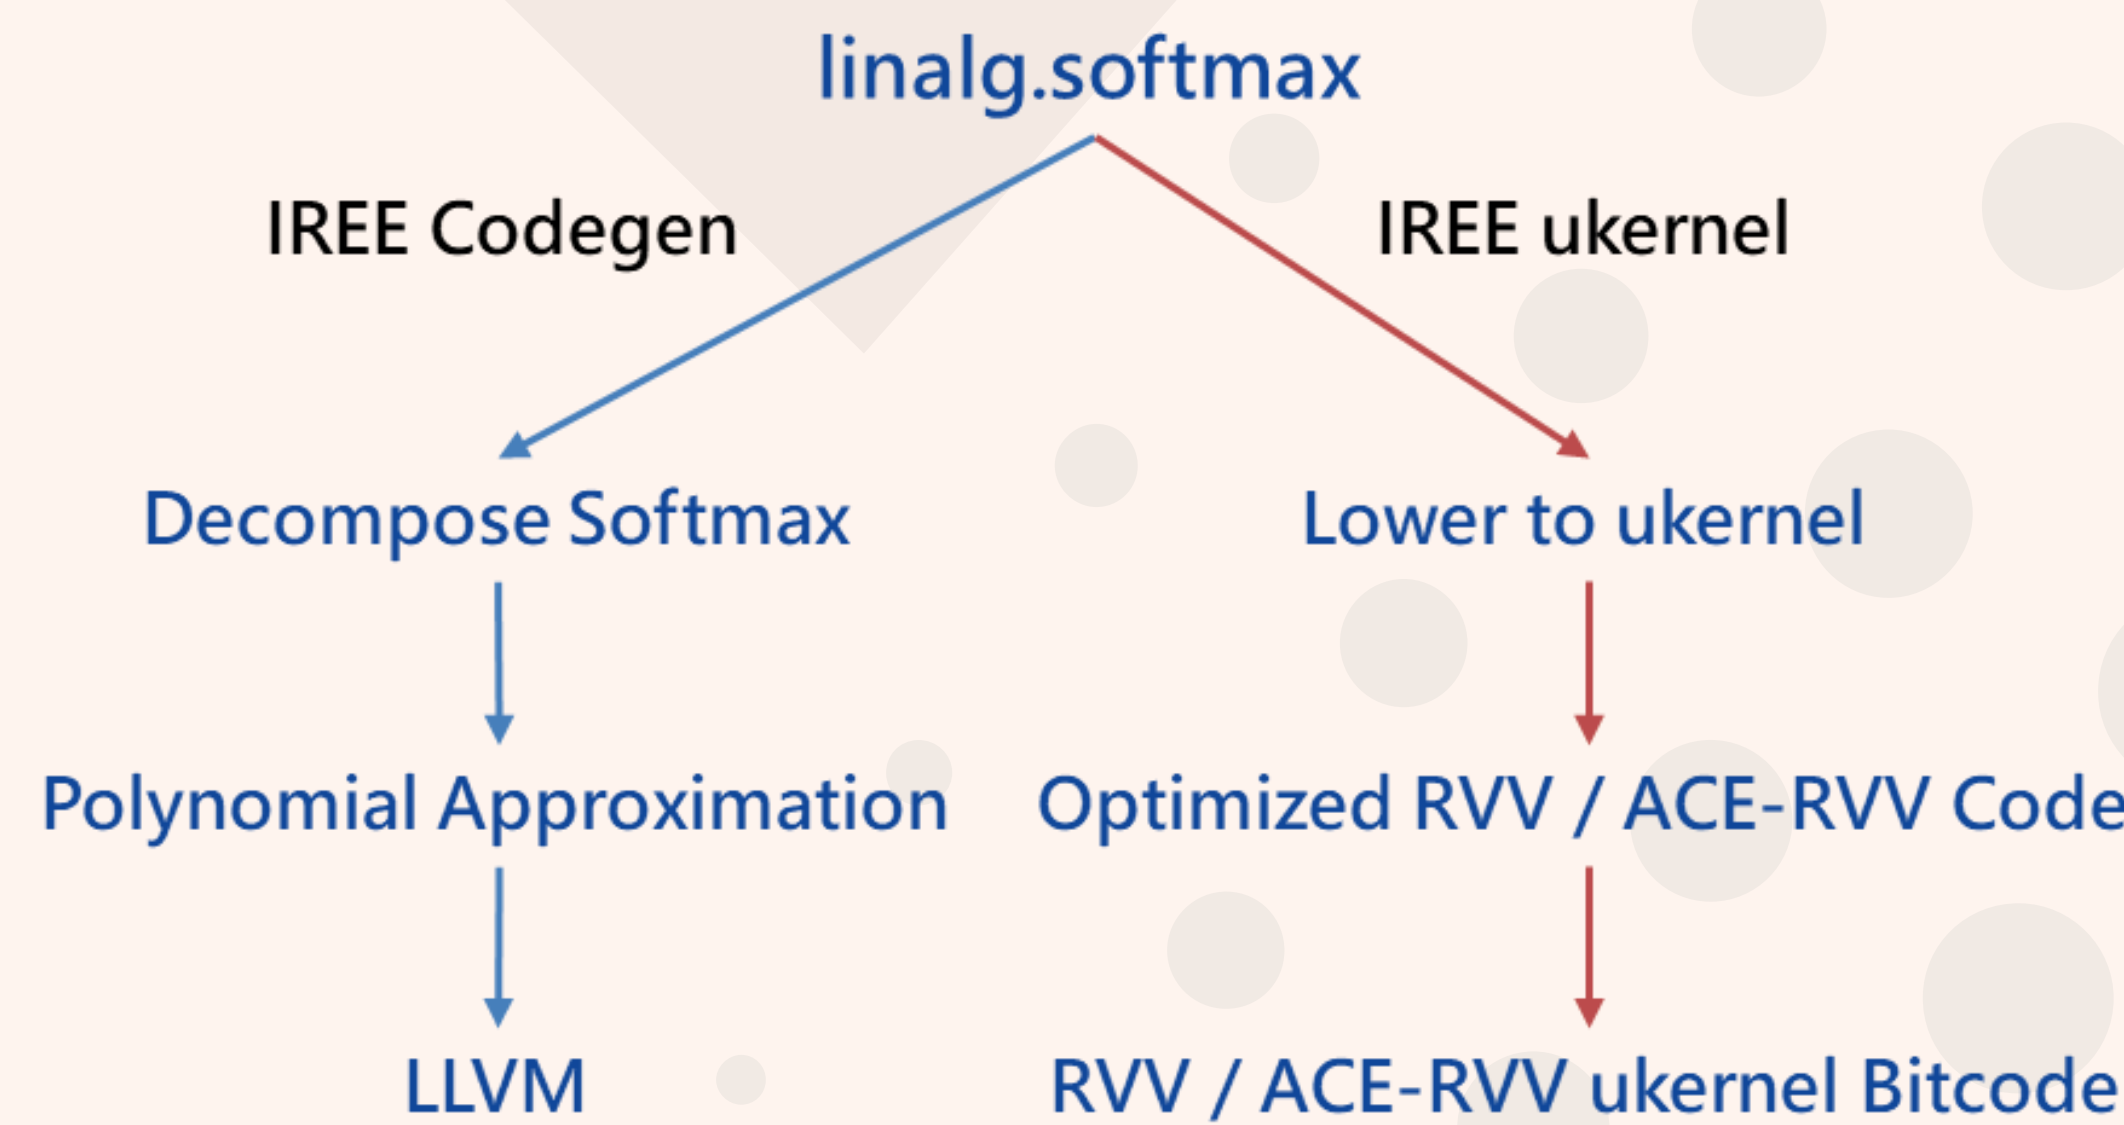 linalg.softmax
IREE Codegen
IREE ukernel
Decompose Softmax
Lower to ukernel
Polynomial Approximation
Optimized RVV / ACE-RVV Code
LLVM
RVV / ACE-RVV ukernel Bitcode